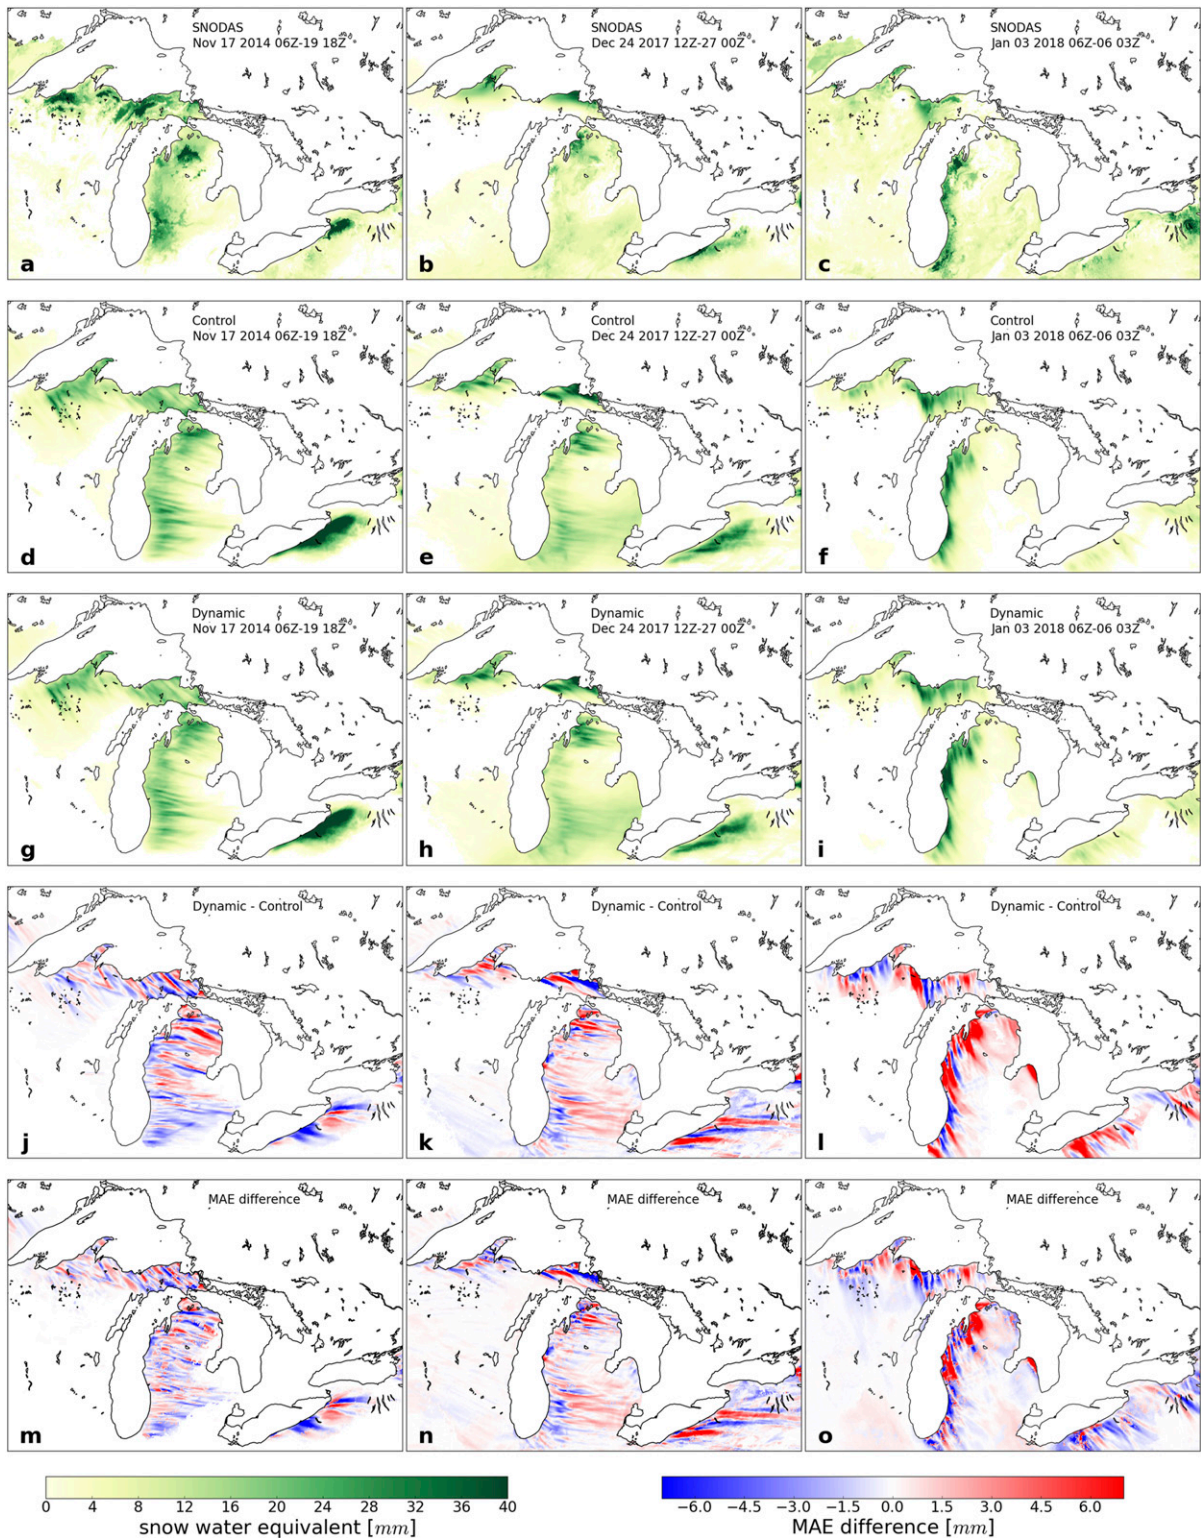 SNODAS
Nov 17 2014 06Z-19 18Z
a
SNODAS
Dec 24 2017 12Z-27 00Z
b
SNODAS
Jan 03 2018 06Z-06 03Z
c
Control
Nov 17 2014 06Z-19 18Z
d
Control
Dec 24 2017 12Z-27 00Z
e
Control
Jan 03 2018 06Z-06 03Z
f
Dynamic
Nov 17 2014 06Z-19 18Z
g
Dynamic
Dec 24 2017 12Z-27 00Z
h
Dynamic
Jan 03 2018 06Z-06 03Z
i
Dynamic - Control
j
Dynamic - Control
k
Dynamic - Control
l
MAE difference
m
MAE difference
n
MAE difference
o
0 4 8 12 16 20 24 28 32 36 40
snow water equivalent [mm]
−6.0 −4.5 −3.0 −1.5 0.0 1.5 3.0 4.5 6.0
MAE difference [mm]